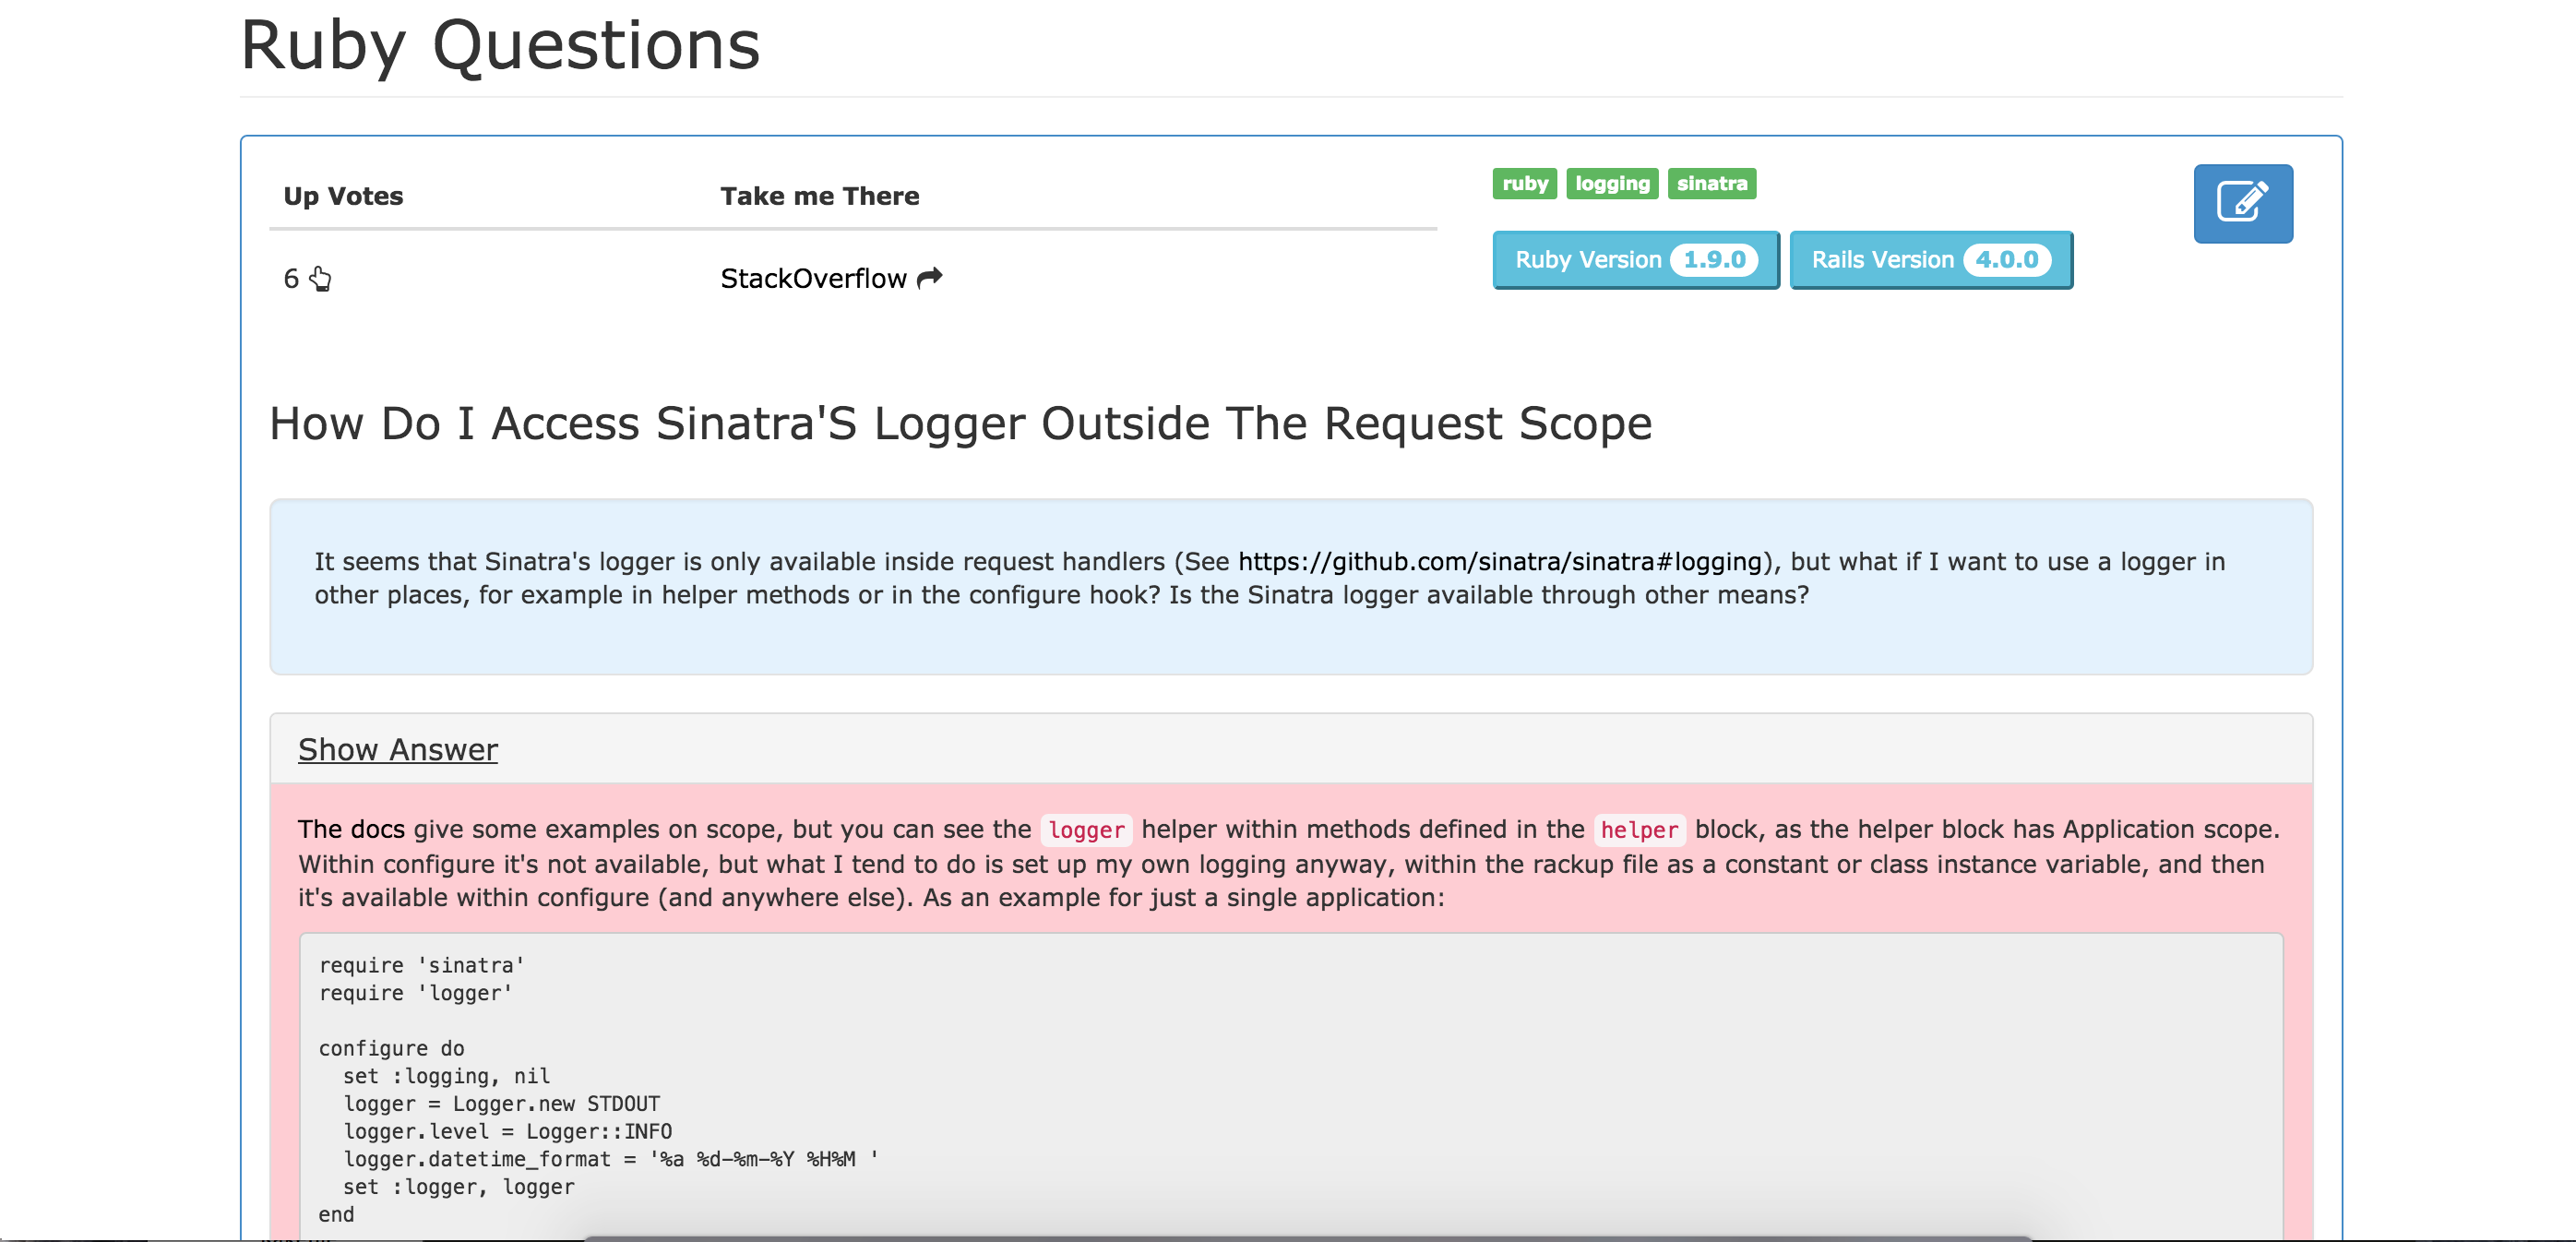 Ruby Questions
Up Votes
Take me There
ruby logging sinatra
Ruby Version 1.9.0 Rails Version 4.0.0
6
StackOverflow
How Do I Access Sinatra'S Logger Outside The Request Scope
It seems that Sinatra's logger is only available inside request handlers (See https://github.com/sinatra/sinatra#logging), but what if I want to use a logger in
other places, for example in helper methods or in the configure hook? Is the Sinatra logger available through other means?
Show Answer
The docs give some examples on scope, but you can see the logger helper within methods defined in the helper block, as the helper block has Application scope.
Within configure it's not available, but what I tend to do is set up my own logging anyway, within the rackup file as a constant or class instance variable, and then
it's available within configure (and anywhere else). As an example for just a single application:
require 'sinatra'
require 'logger'
configure do
  set :logging, nil
  logger = Logger.new STDOUT
  logger.level = Logger::INFO
  logger.datetime_format = '%a %d-%m-%Y %H%M '
  set :logger, logger
end